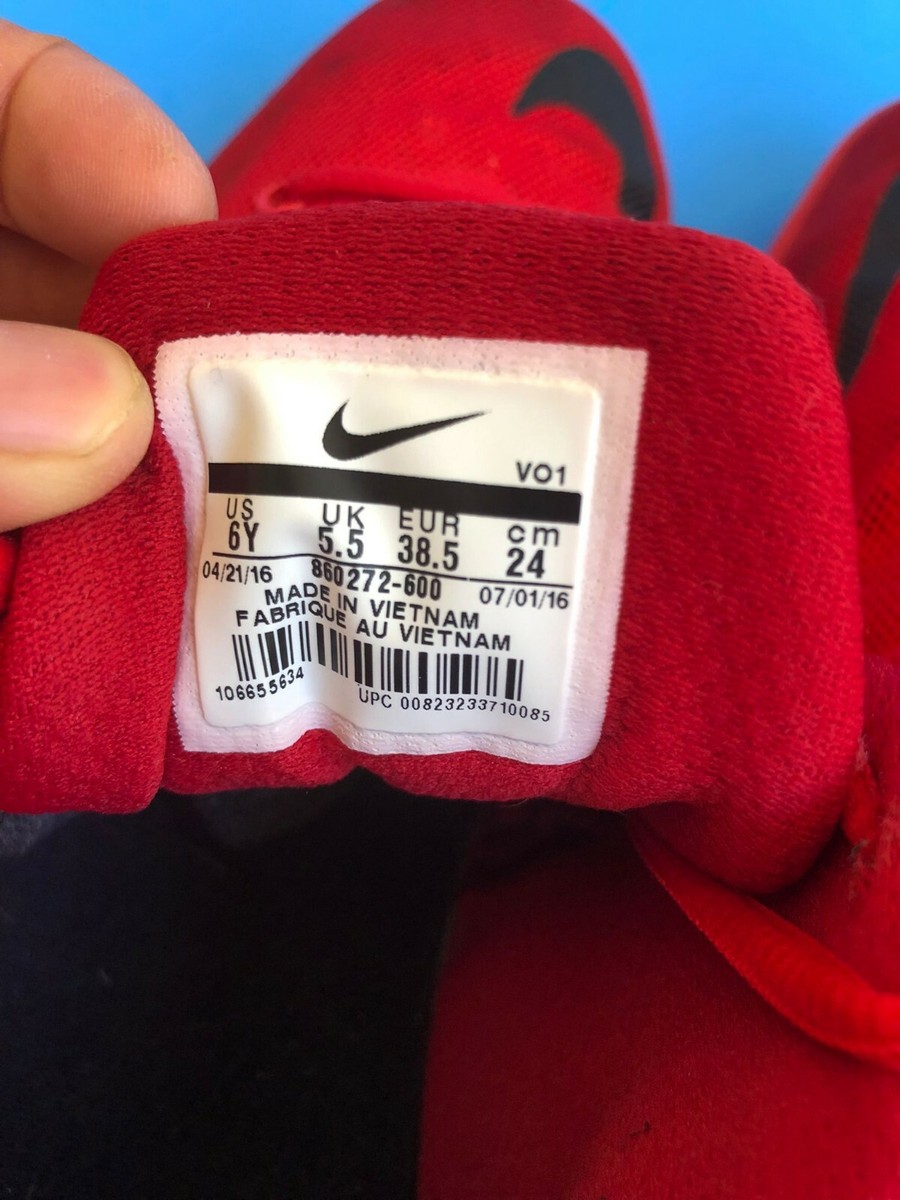 VO1
US UK EUR cm
6Y 5.5 38.5 24
04/21/16 860272-600 07/01/16
MADE IN VIETNAM
FABRIQUE AU VIETNAM
106655634 UPC 00823233710085